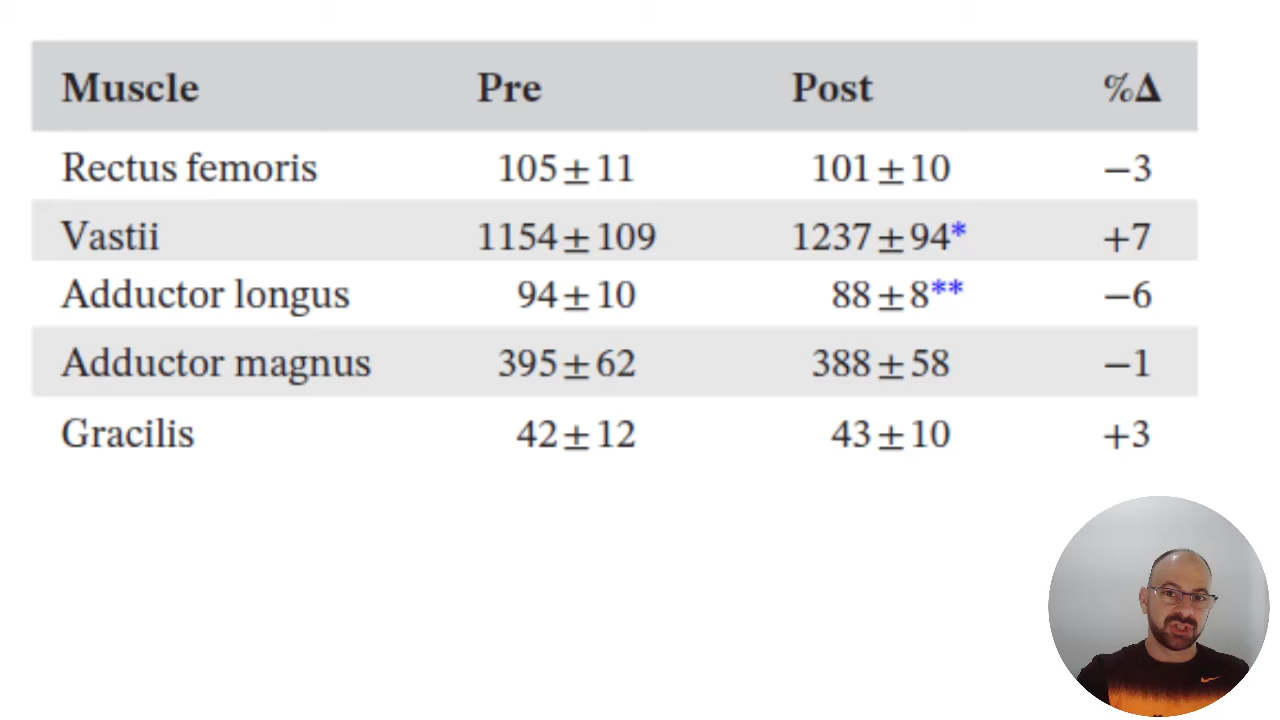 Muscle Pre Post %Δ
Rectus femoris 105±11 101±10 −3
Vastii 1154±109 1237±94* +7
Adductor longus 94±10 88±8** −6
Adductor magnus 395±62 388±58 −1
Gracilis 42±12 43±10 +3